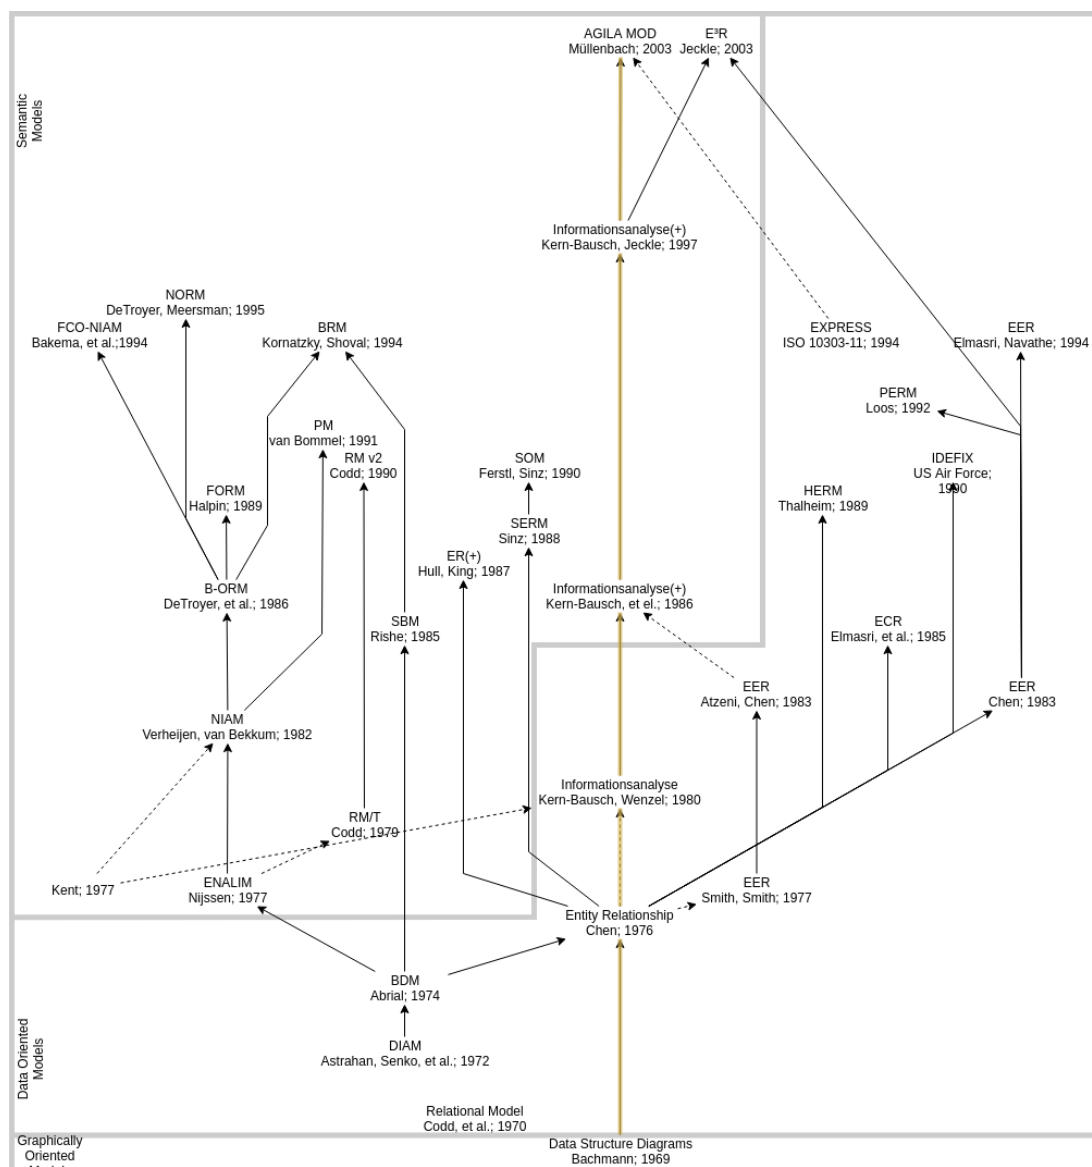 AGILA MOD
Müllenbach; 2003
E³R
Jeckle; 2003
Semantic
Models
Informationsanalyse(+)
Kern-Bausch, Jeckle; 1997
NORM
DeTroyer, Meersman; 1995
FCO-NIAM
Bakema, et al.;1994
BRM
Kornatzky, Shoval; 1994
EXPRESS
ISO 10303-11; 1994
EER
Elmasri, Navathe; 1994
PERM
Loos; 1992
PM
van Bommel; 1991
RM v2
Codd; 1990
SOM
Ferstl, Sinz; 1990
IDEFIX
US Air Force;
1990
FORM
Halpin; 1989
HERM
Thalheim; 1989
SERM
Sinz; 1988
ER(+)
Hull, King; 1987
B-ORM
DeTroyer, et al.; 1986
Informationsanalyse(+)
Kern-Bausch, et el.; 1986
SBM
Rishe; 1985
ECR
Elmasri, et al.; 1985
EER
Atzeni, Chen; 1983
EER
Chen; 1983
NIAM
Verheijen, van Bekkum; 1982
Informationsanalyse
Kern-Bausch, Wenzel; 1980
RM/T
Codd; 1979
Kent; 1977
ENALIM
Nijssen; 1977
EER
Smith, Smith; 1977
Entity Relationship
Chen; 1976
BDM
Abrial; 1974
Data Oriented
Models
DIAM
Astrahan, Senko, et al.; 1972
Relational Model
Codd, et al.; 1970
Graphically
Oriented
Data Structure Diagrams
Bachmann; 1969